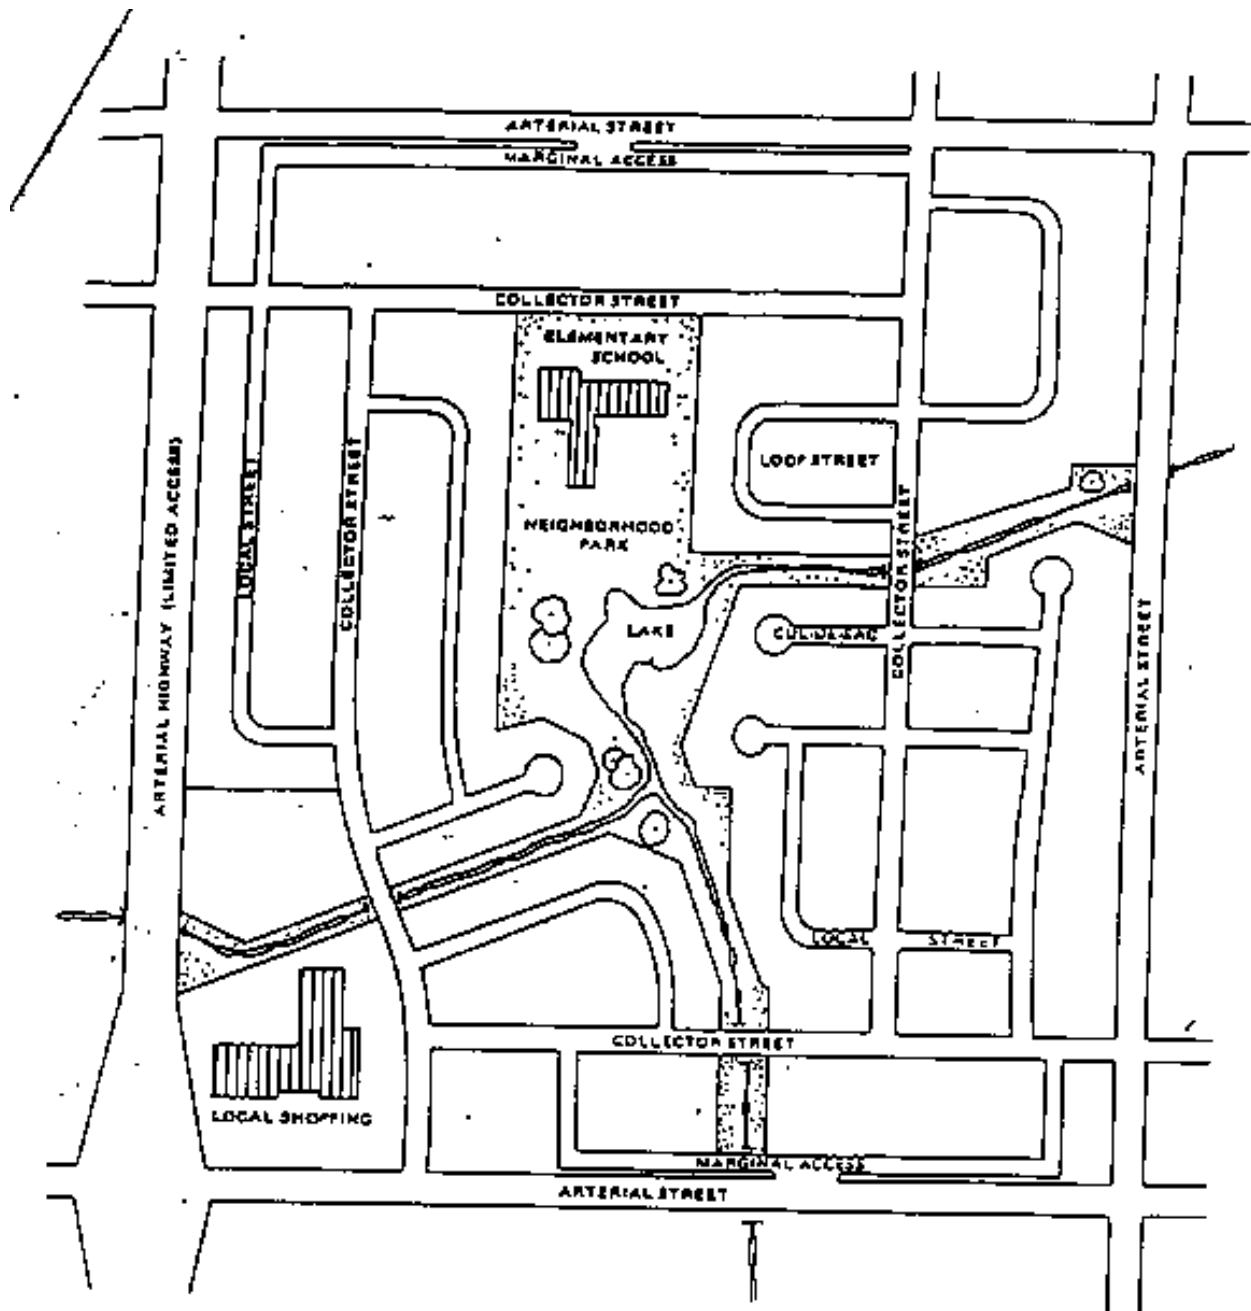 ARTERIAL STREET
MARGINAL ACCESS
COLLECTOR STREET
ELEMENTARY
SCHOOL
LOOP STREET
ARTERIAL HIGHWAY (LIMITED ACCESS)
LOCAL STREET
COLLECTOR STREET
NEIGHBORHOOD
PARK
COLLECTOR STREET
LAKE
CUL-DE-SAC
ARTERIAL STREET
LOCAL STREET
COLLECTOR STREET
LOCAL SHOPPING
MARGINAL ACCESS
ARTERIAL STREET